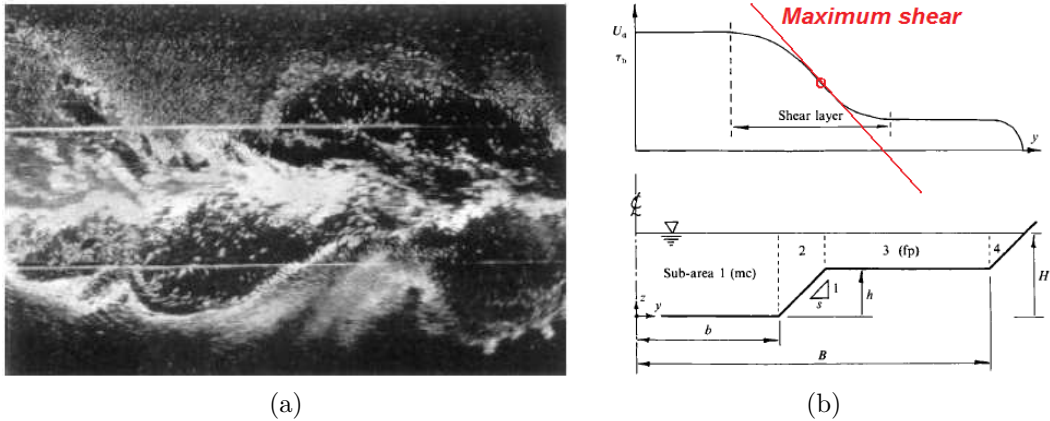 Maximum shear
U_d
τ_b
Shear layer
y
℄
2
3 (fp)
4
Sub-area 1 (mc)
1
s
h
H
z
y
b
B
(a)
(b)